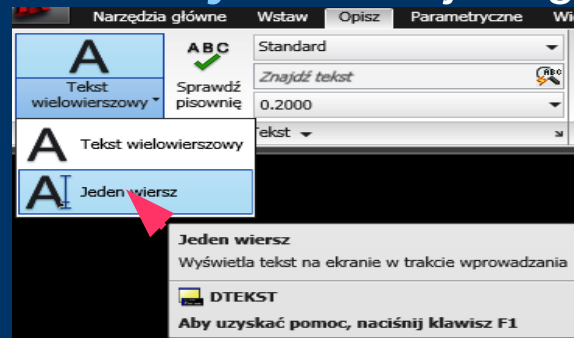 Narzędzia główne Wstaw Opisz Parametryczne
A ABC Standard
Znajdź tekst ABC
Tekst wielowierszowy Sprawdź pisownię 0.2000
A Tekst wielowierszowy
Tekst
A Jeden wiersz
Jeden wiersz
Wyświetla tekst na ekranie w trakcie wprowadzania
DTEKST
Aby uzyskać pomoc, naciśnij klawisz F1